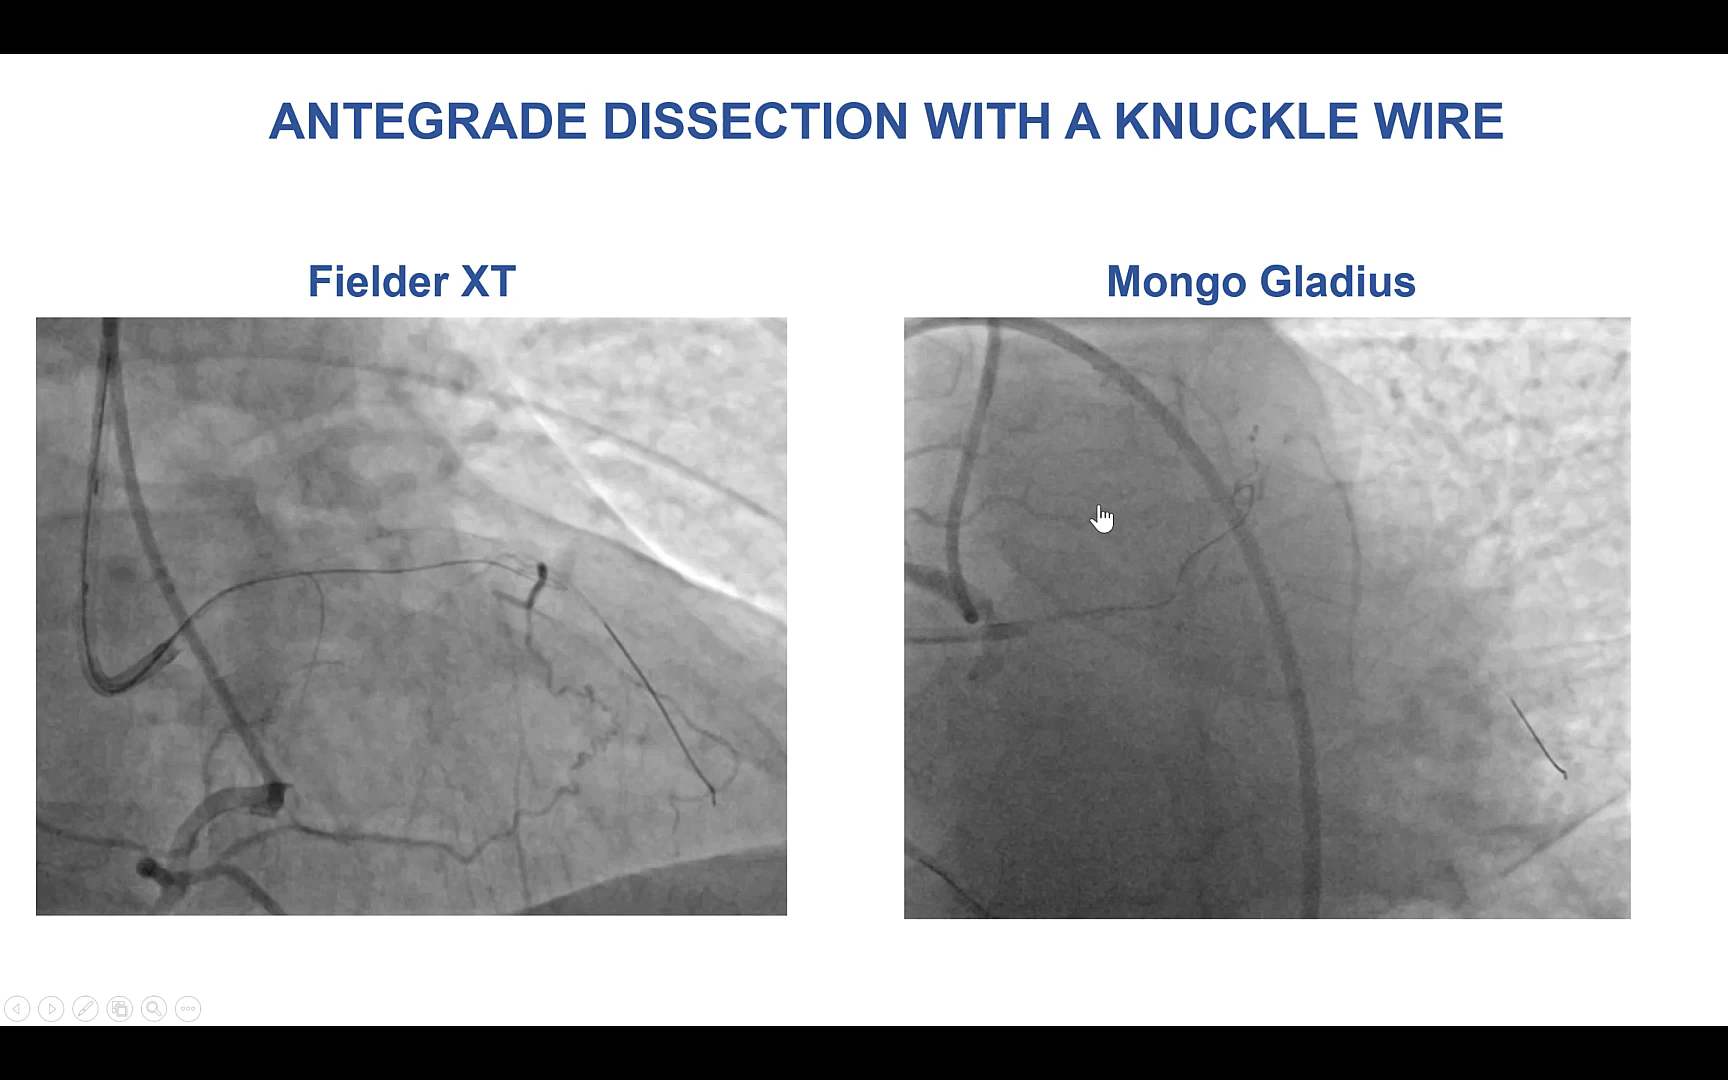 ANTEGRADE DISSECTION WITH A KNUCKLE WIRE
Fielder XT
Mongo Gladius